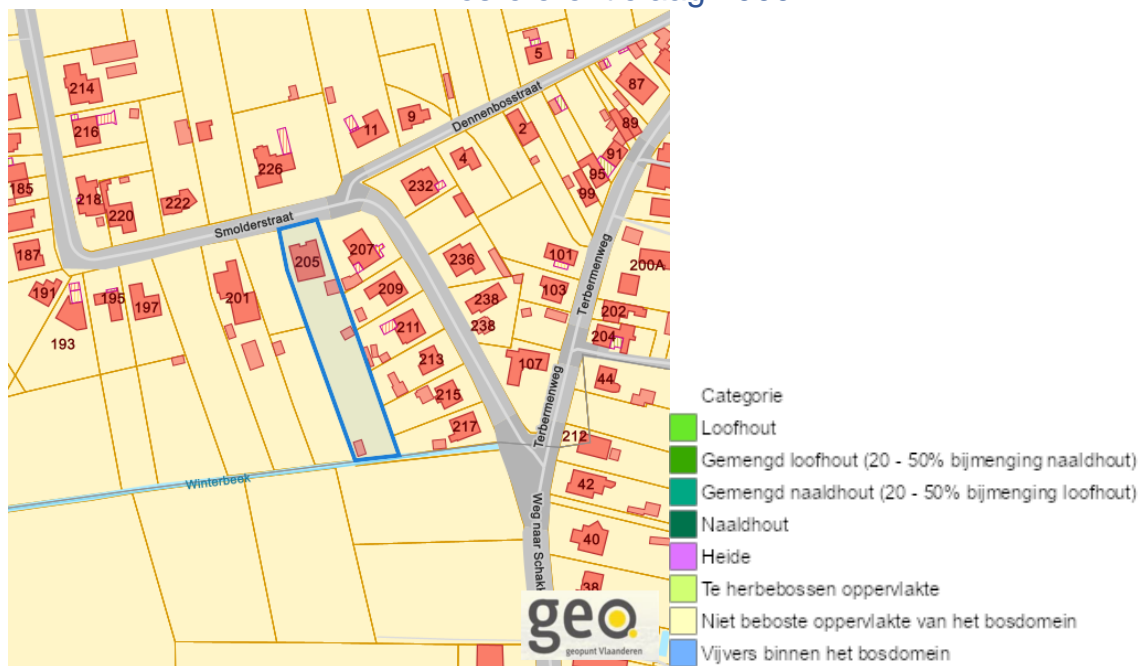 5
214
87
216
11
9
Dennenbosstraat
2
89
4
91
226
95
185
232
99
218
220
222
Smolderstraat
207
236
101
187
205
200A
191
195
197
201
209
103
238
Terbermenweg
202
193
211
238
204
213
107
44
215
Terbermenweg
217
212
Winterbeek
42
40
38
geo
geopunt Vlaanderen
Categorie
Loofhout
Gemengd loofhout (20 - 50% bijmenging naaldhout)
Gemengd naaldhout (20 - 50% bijmenging loofhout)
Naaldhout
Heide
Te herbebossen oppervlakte
Niet beboste oppervlakte van het bosdomein
Vijvers binnen het bosdomein
Weg naar